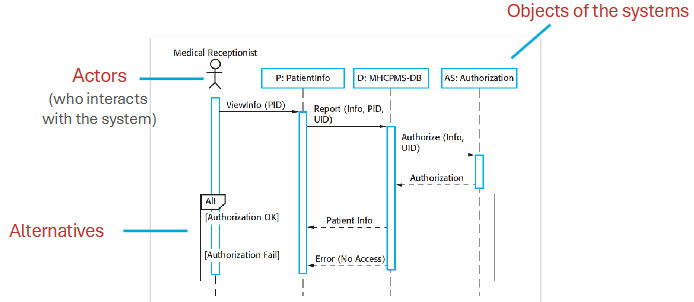 Objects of the systems
Medical Receptionist
Actors
(who interacts
with the system)
P: PatientInfo
D: MHCPMS-DB
AS: Authorization
ViewInfo (PID)
Report (Info, PID,
UID)
Authorize (Info,
UID)
Authorization
Alt
[Authorization OK]
Patient Info
Alternatives
[Authorization Fail]
Error (No Access)